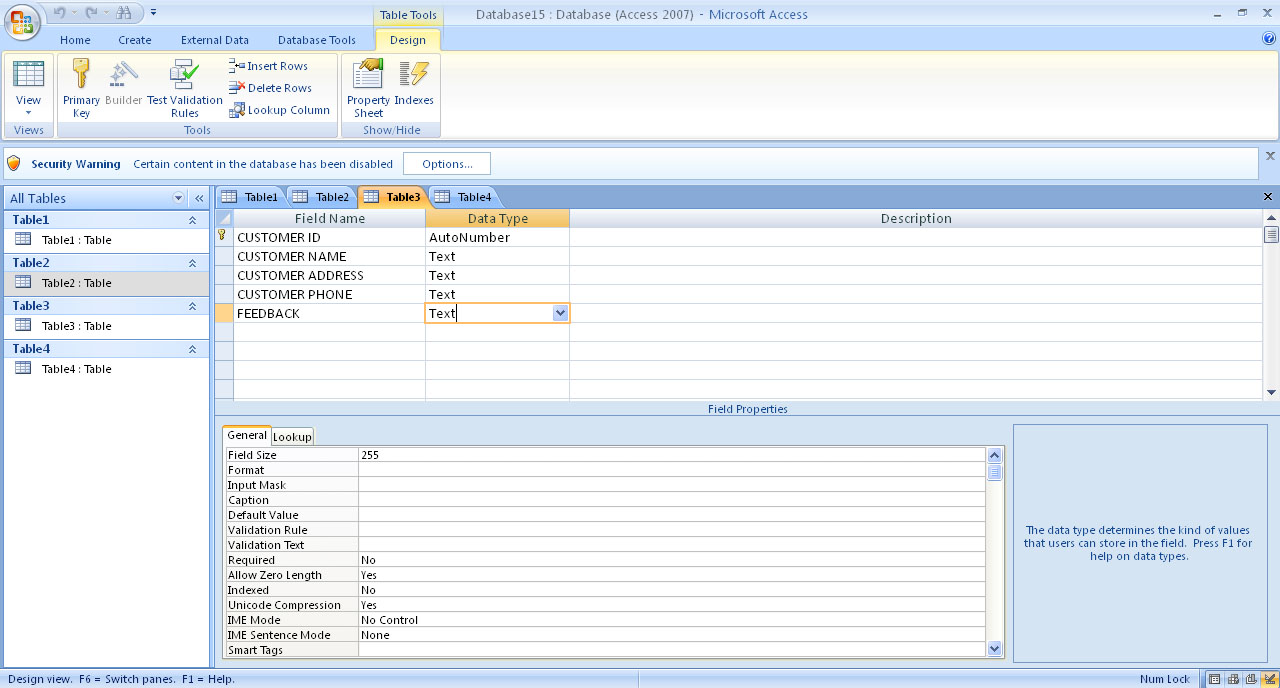 Table Tools
Database15 : Database (Access 2007) - Microsoft Access
Home Create External Data Database Tools Design
View
Primary Key
Builder
Test Validation Rules
Insert Rows
Delete Rows
Lookup Column
Property Sheet
Indexes
Views Tools Show/Hide
Security Warning Certain content in the database has been disabled Options...
All Tables
Table1
Table1 : Table
Table2
Table2 : Table
Table3
Table3 : Table
Table4
Table4 : Table
Table1 Table2 Table3 Table4
Field Name Data Type Description
CUSTOMER ID AutoNumber
CUSTOMER NAME Text
CUSTOMER ADDRESS Text
CUSTOMER PHONE Text
FEEDBACK Text
Field Properties
General Lookup
Field Size 255
Format
Input Mask
Caption
Default Value
Validation Rule
Validation Text
Required No
Allow Zero Length Yes
Indexed No
Unicode Compression Yes
IME Mode No Control
IME Sentence Mode None
Smart Tags
The data type determines the kind of values
that users can store in the field. Press F1 for
help on data types.
Design view. F6 = Switch panes. F1 = Help.
Num Lock